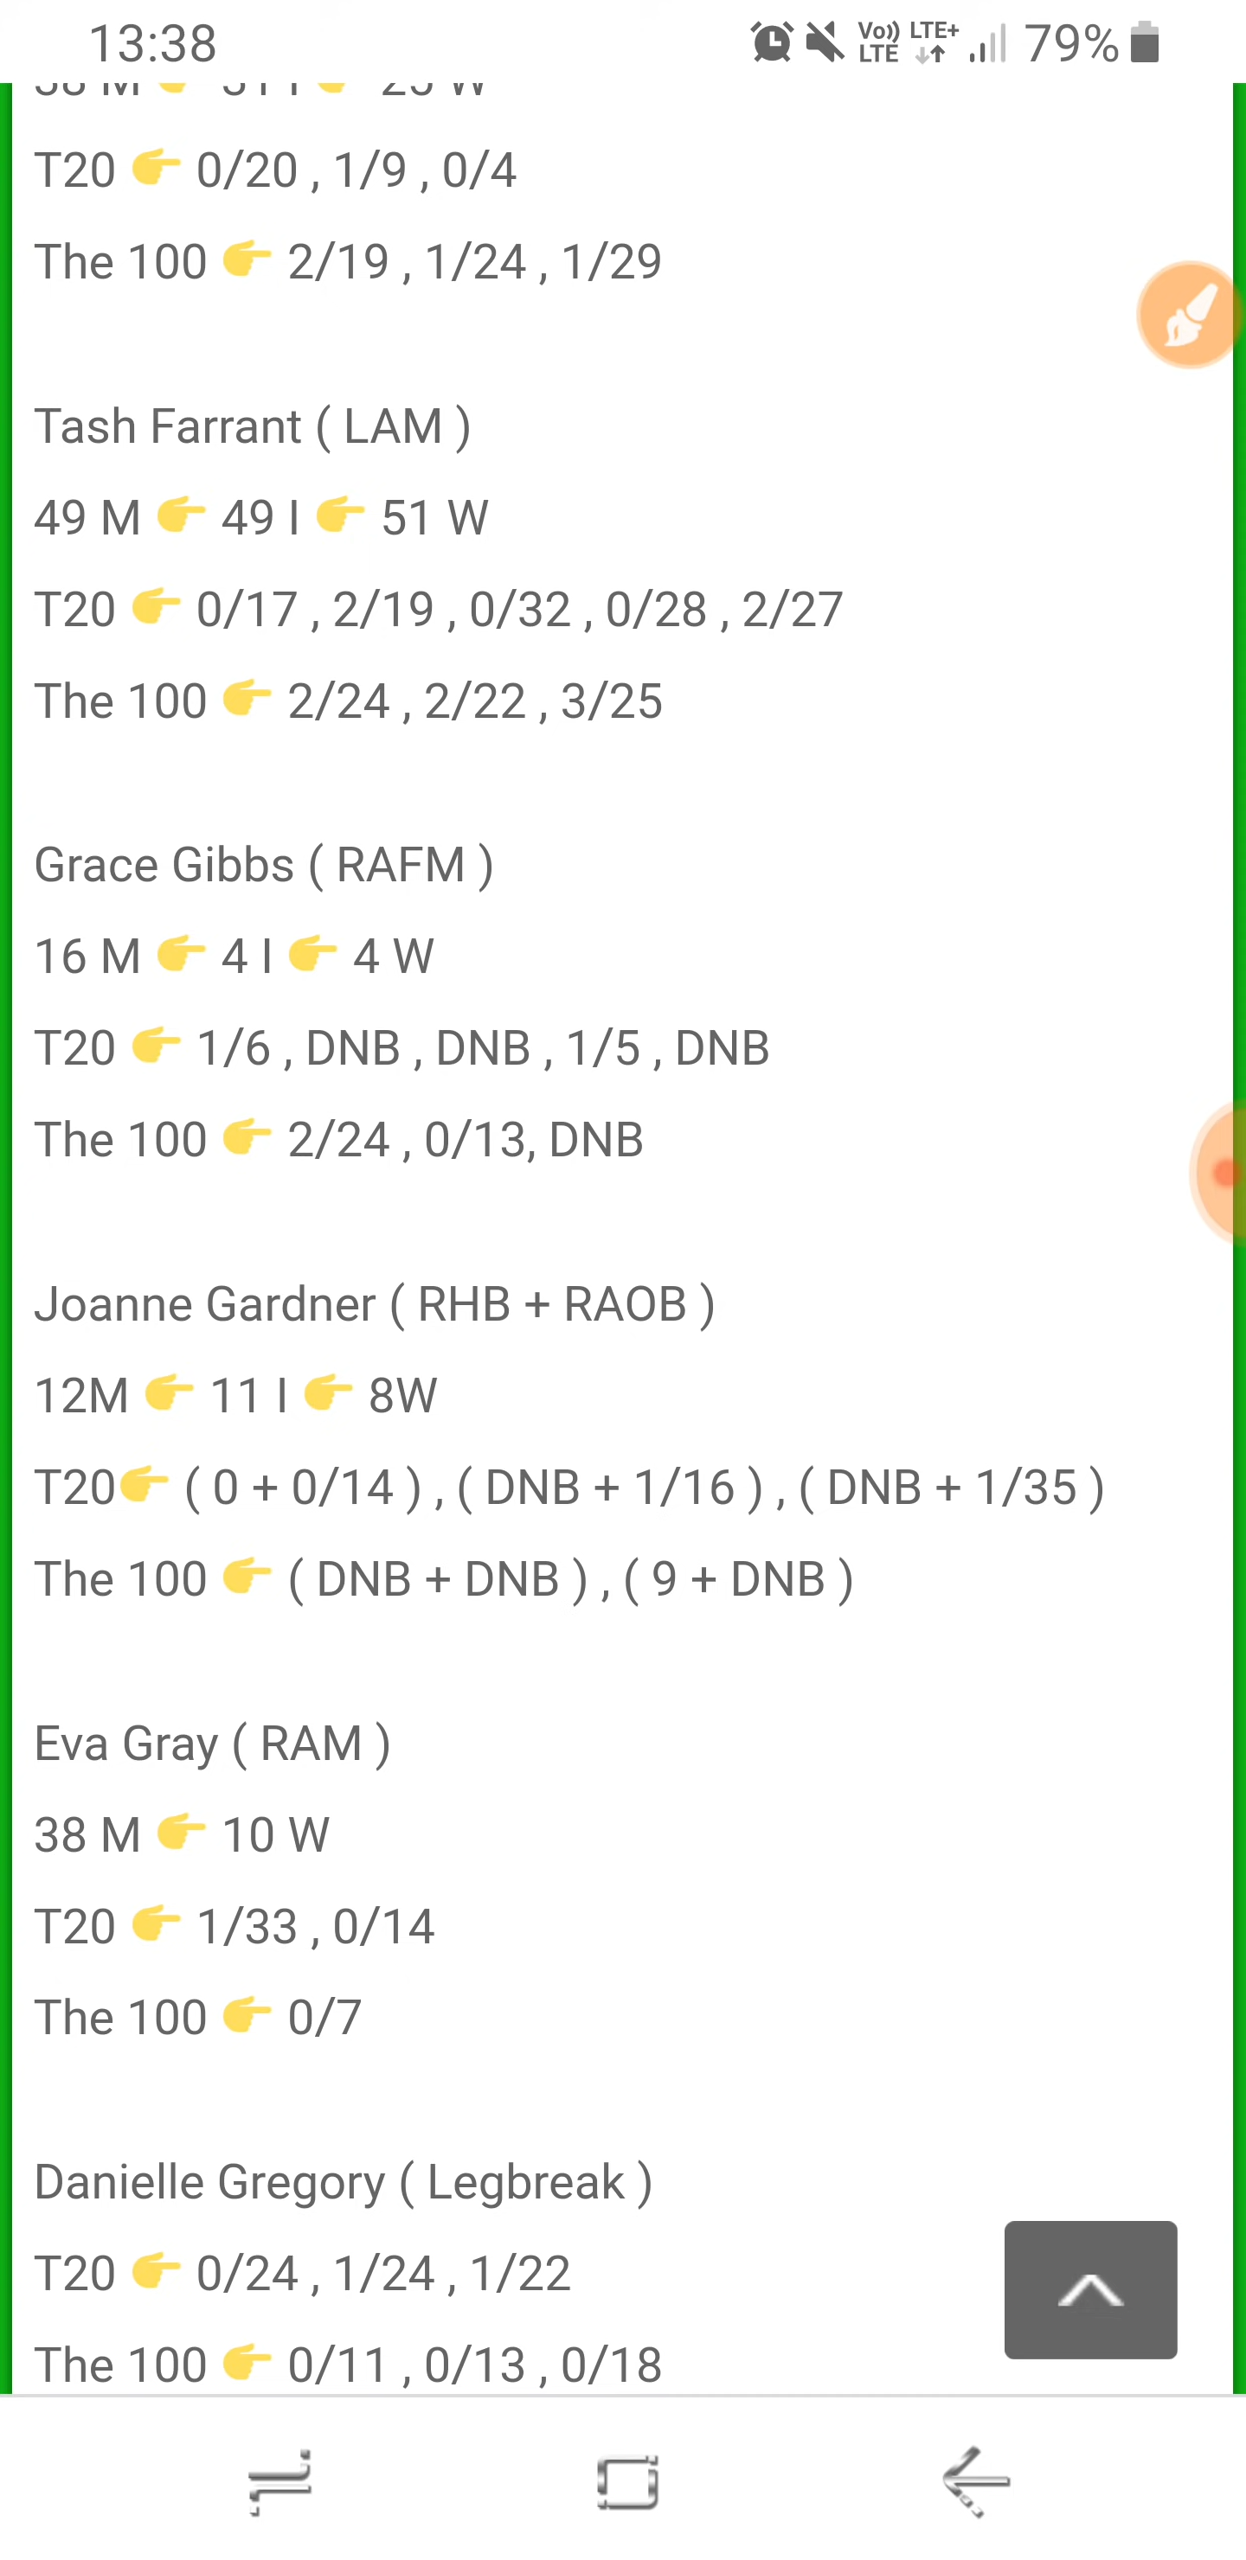 13:38 Vo)) LTE LTE+ 79%
T20 👉 0/20 , 1/9 , 0/4
The 100 👉 2/19 , 1/24 , 1/29
Tash Farrant ( LAM )
49 M 👉 49 I 👉 51 W
T20 👉 0/17 , 2/19 , 0/32 , 0/28 , 2/27
The 100 👉 2/24 , 2/22 , 3/25
Grace Gibbs ( RAFM )
16 M 👉 4 I 👉 4 W
T20 👉 1/6 , DNB , DNB , 1/5 , DNB
The 100 👉 2/24 , 0/13, DNB
Joanne Gardner ( RHB + RAOB )
12M 👉 11 I 👉 8W
T20👉 ( 0 + 0/14 ) , ( DNB + 1/16 ) , ( DNB + 1/35 )
The 100 👉 ( DNB + DNB ) , ( 9 + DNB )
Eva Gray ( RAM )
38 M 👉 10 W
T20 👉 1/33 , 0/14
The 100 👉 0/7
Danielle Gregory ( Legbreak )
T20 👉 0/24 , 1/24 , 1/22
The 100 👉 0/11 , 0/13 , 0/18